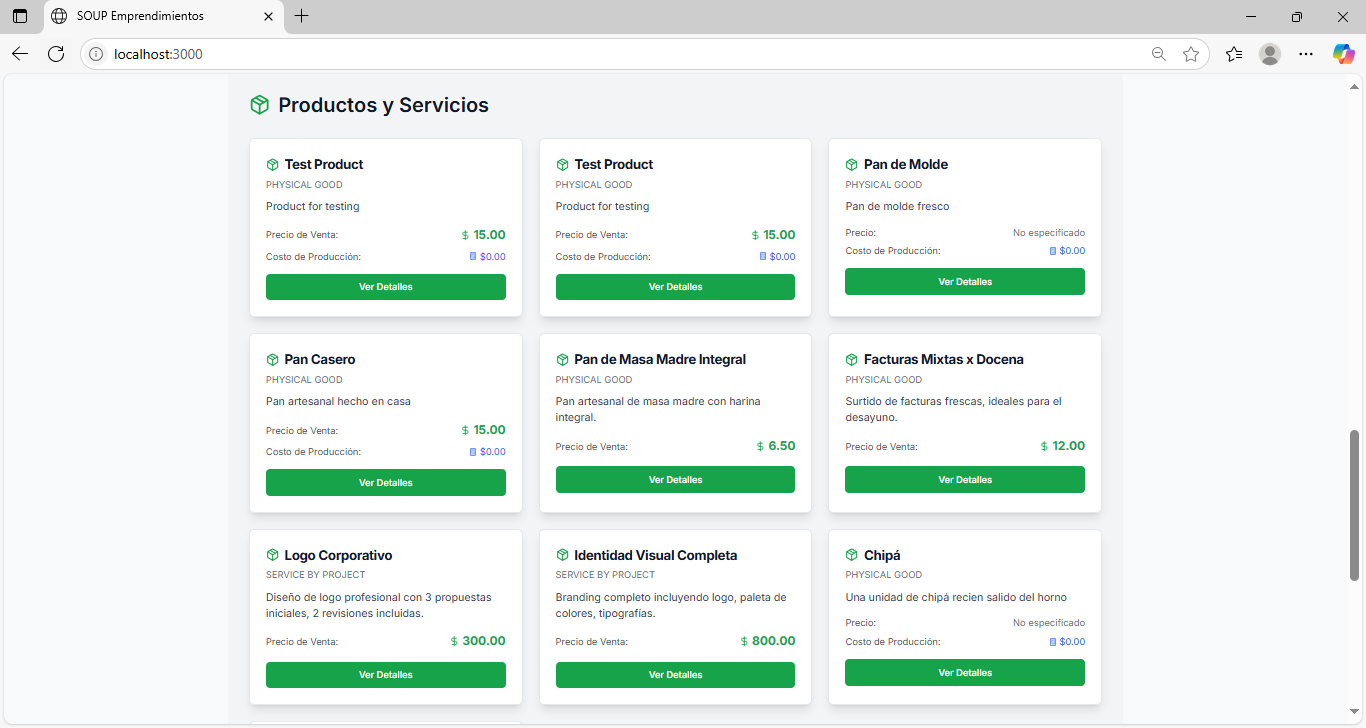 SOUP Emprendimientos
localhost:3000
Productos y Servicios
Test Product
PHYSICAL GOOD
Product for testing
Precio de Venta: $ 15.00
Costo de Producción: $0.00
Ver Detalles
Test Product
PHYSICAL GOOD
Product for testing
Precio de Venta: $ 15.00
Costo de Producción: $0.00
Ver Detalles
Pan de Molde
PHYSICAL GOOD
Pan de molde fresco
Precio: No especificado
Costo de Producción: $0.00
Ver Detalles
Pan Casero
PHYSICAL GOOD
Pan artesanal hecho en casa
Precio de Venta: $ 15.00
Costo de Producción: $0.00
Ver Detalles
Pan de Masa Madre Integral
PHYSICAL GOOD
Pan artesanal de masa madre con harina
integral.
Precio de Venta: $ 6.50
Ver Detalles
Facturas Mixtas x Docena
PHYSICAL GOOD
Surtido de facturas frescas, ideales para el
desayuno.
Precio de Venta: $ 12.00
Ver Detalles
Logo Corporativo
SERVICE BY PROJECT
Diseño de logo profesional con 3 propuestas
iniciales, 2 revisiones incluidas.
Precio de Venta: $ 300.00
Ver Detalles
Identidad Visual Completa
SERVICE BY PROJECT
Branding completo incluyendo logo, paleta de
colores, tipografías.
Precio de Venta: $ 800.00
Ver Detalles
Chipá
PHYSICAL GOOD
Una unidad de chipá recien salido del horno
Precio: No especificado
Costo de Producción: $0.00
Ver Detalles